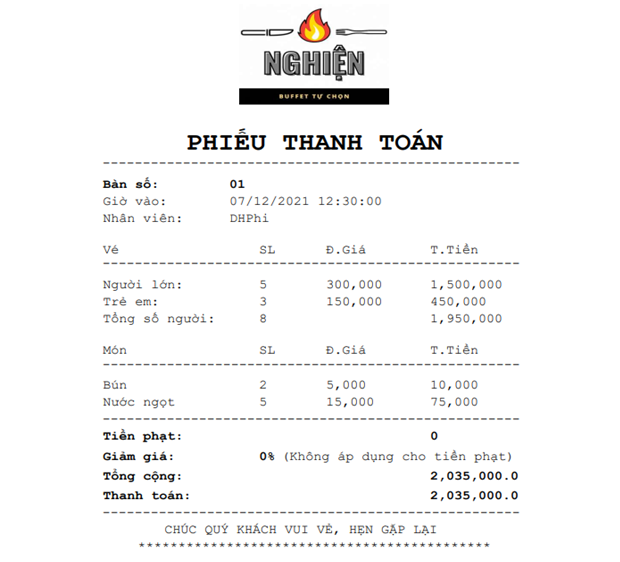 NGHIỆN
BUFFET TỰ CHỌN
PHIẾU THANH TOÁN
--------------------------------------------------
Bàn số: 01
Giờ vào: 07/12/2021 12:30:00
Nhân viên: DHPhi
Vé SL Đ.Giá T.Tiền
--------------------------------------------------
Người lớn: 5 300,000 1,500,000
Trẻ em: 3 150,000 450,000
Tổng số người: 8 1,950,000
Món SL Đ.Giá T.Tiền
--------------------------------------------------
Bún 2 5,000 10,000
Nước ngọt 5 15,000 75,000
--------------------------------------------------
Tiền phạt: 0
Giảm giá: 0% (Không áp dụng cho tiền phạt)
Tổng cộng: 2,035,000.0
Thanh toán: 2,035,000.0
--------------------------------------------------
CHÚC QUÝ KHÁCH VUI VẺ, HẸN GẶP LẠI
********************************************